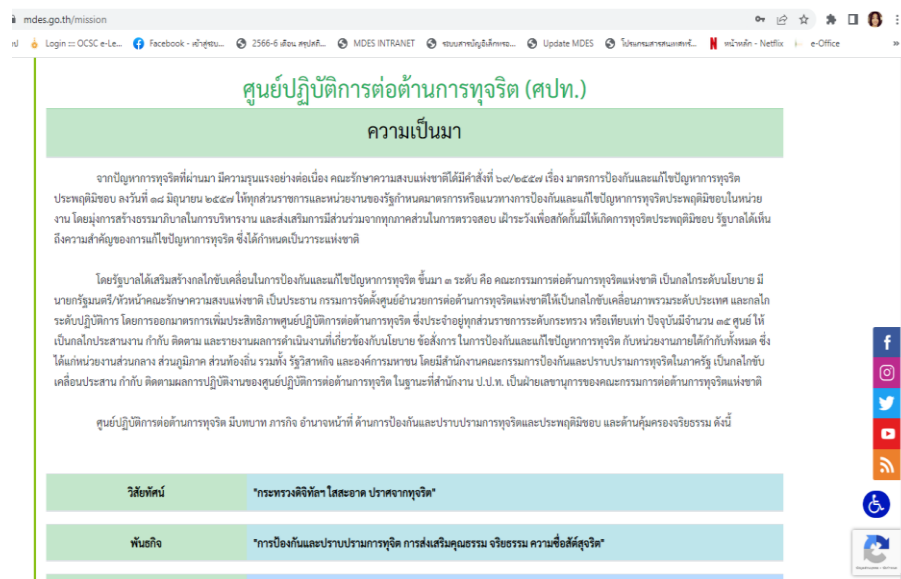 mdes.go.th/mission
Login ::: OCSC e-Le...
Facebook - เข้าสู่ระบ...
2566-6 เดือน สรุปสถิ...
MDES INTRANET
ระบบสารบัญอิเล็กทรอ...
Update MDES
โปรแกรมสารสนเทศทรั...
หน้าหลัก - Netflix
e-Office
»
ศูนย์ปฏิบัติการต่อต้านการทุจริต (ศปท.)
ความเป็นมา
จากปัญหาการทุจริตที่ผ่านมา มีความรุนแรงอย่างต่อเนื่อง คณะรักษาความสงบแห่งชาติได้มีคำสั่งที่ ๖๙/๒๕๕๗ เรื่อง มาตรการป้องกันและแก้ไขปัญหาการทุจริต
ประพฤติมิชอบ ลงวันที่ ๑๘ มิถุนายน ๒๕๕๗ ให้ทุกส่วนราชการและหน่วยงานของรัฐกำหนดมาตรการหรือแนวทางการป้องกันและแก้ไขปัญหาการทุจริตประพฤติมิชอบในหน่วย
งาน โดยมุ่งการสร้างธรรมาภิบาลในการบริหารงาน และส่งเสริมการมีส่วนร่วมจากทุกภาคส่วนในการตรวจสอบ เฝ้าระวังเพื่อสกัดกั้นมิให้เกิดการทุจริตประพฤติมิชอบ รัฐบาลได้เห็น
ถึงความสำคัญของการแก้ไขปัญหาการทุจริต ซึ่งได้กำหนดเป็นวาระแห่งชาติ
โดยรัฐบาลได้เสริมสร้างกลไกขับเคลื่อนในการป้องกันและแก้ไขปัญหาการทุจริต ขึ้นมา ๓ ระดับ คือ คณะกรรมการต่อต้านการทุจริตแห่งชาติ เป็นกลไกระดับนโยบาย มี
นายกรัฐมนตรี/หัวหน้าคณะรักษาความสงบแห่งชาติ เป็นประธาน กรรมการจัดตั้งศูนย์อำนวยการต่อต้านการทุจริตแห่งชาติให้เป็นกลไกขับเคลื่อนภาพรวมระดับประเทศ และกลไก
ระดับปฏิบัติการ โดยการออกมาตรการเพิ่มประสิทธิภาพศูนย์ปฏิบัติการต่อต้านการทุจริต ซึ่งประจำอยู่ทุกส่วนราชการระดับกระทรวง หรือเทียบเท่า ปัจจุบันมีจำนวน ๓๕ ศูนย์ ให้
เป็นกลไกประสานงาน กำกับ ติดตาม และรายงานผลการดำเนินงานที่เกี่ยวข้องกับนโยบาย ข้อสั่งการ ในการป้องกันและแก้ไขปัญหาการทุจริต กับหน่วยงานภายใต้กำกับทั้งหมด ซึ่ง
ได้แก่หน่วยงานส่วนกลาง ส่วนภูมิภาค ส่วนท้องถิ่น รวมทั้ง รัฐวิสาหกิจ และองค์การมหาชน โดยมีสำนักงานคณะกรรมการป้องกันและปราบปรามการทุจริตในภาครัฐ เป็นกลไกขับ
เคลื่อนประสาน กำกับ ติดตามผลการปฏิบัติงานของศูนย์ปฏิบัติการต่อต้านการทุจริต ในฐานะที่สำนักงาน ป.ป.ท. เป็นฝ่ายเลขานุการของคณะกรรมการต่อต้านการทุจริตแห่งชาติ
ศูนย์ปฏิบัติการต่อต้านการทุจริต มีบทบาท ภารกิจ อำนาจหน้าที่ ด้านการป้องกันและปราบปรามการทุจริตและประพฤติมิชอบ และด้านคุ้มครองจริยธรรม ดังนี้
วิสัยทัศน์
"กระทรวงดิจิทัลฯ ใสสะอาด ปราศจากทุจริต"
พันธกิจ
"การป้องกันและปราบปรามการทุจิต การส่งเสริมคุณธรรม จริยธรรม ความซื่อสัต์สุจริต"